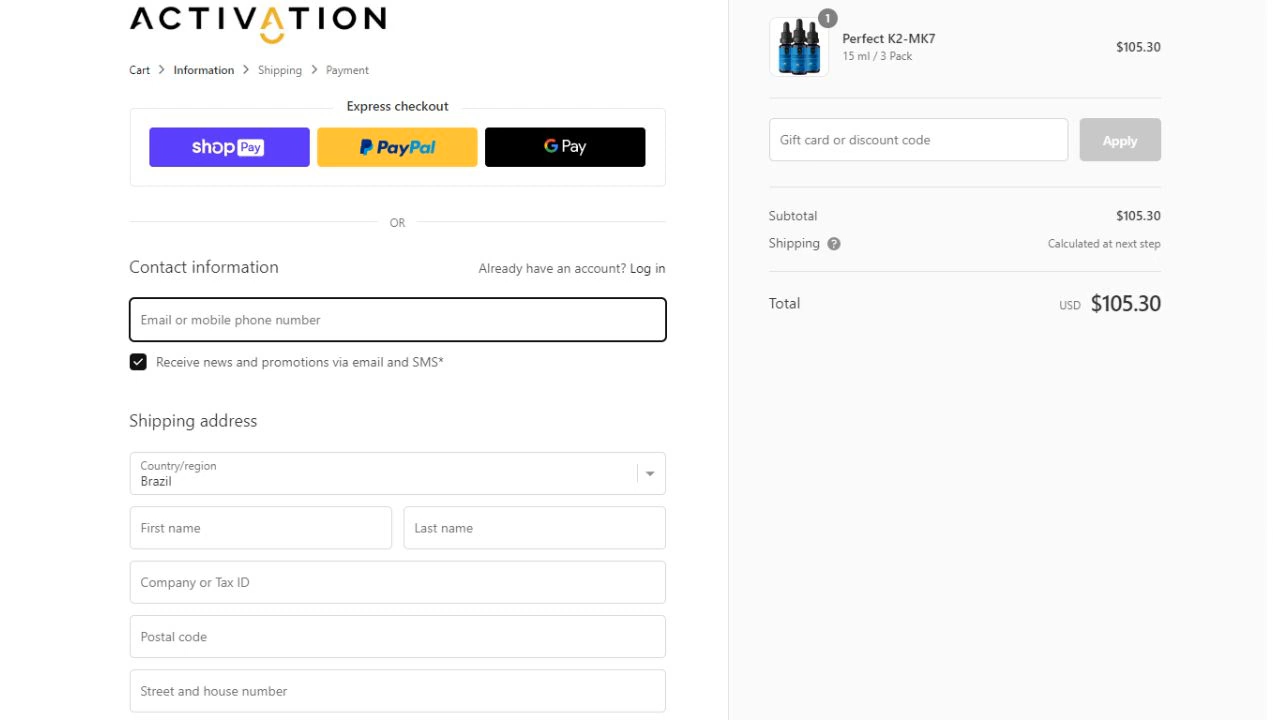 ACTIVATION
Cart > Information > Shipping > Payment
Express checkout
shop Pay
PayPal
G Pay
OR
Contact information
Already have an account? Log in
Email or mobile phone number
Receive news and promotions via email and SMS*
Shipping address
Country/region
Brazil
First name
Last name
Company or Tax ID
Postal code
Street and house number
1
Perfect K2-MK7
15 ml / 3 Pack
$105.30
Gift card or discount code
Apply
Subtotal
$105.30
Shipping ?
Calculated at next step
Total
USD $105.30